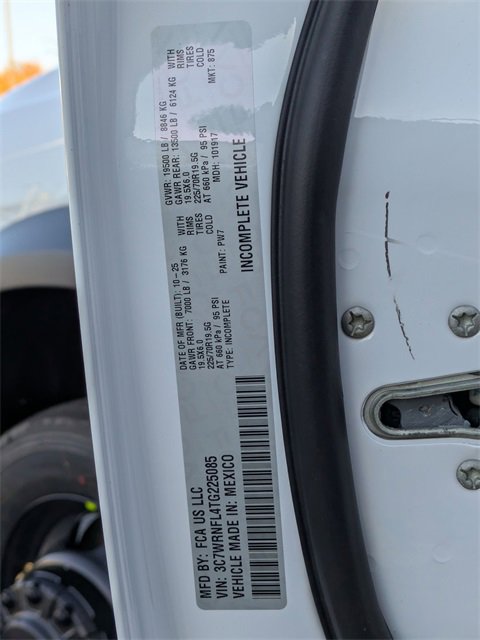 MFD BY: FCA US LLC
VIN: 3C7WRNFL4TG225085
VEHICLE MADE IN: MEXICO
DATE OF MFR (BUILT): 10-25 GVWR: 19500 LB / 8846 KG
GAWR FRONT: 7000 LB / 3176 KG WITH GAWR REAR: 13500 LB / 6124 KG WITH
19.5X6.0 RIMS 19.5X6.0 RIMS
225/70R19.5G TIRES 225/70R19.5G TIRES
AT 660 kPa / 95 PSI COLD AT 660 kPa / 95 PSI COLD
TYPE: INCOMPLETE PAINT: PW7 MDH: 101917 MKT: 875
INCOMPLETE VEHICLE